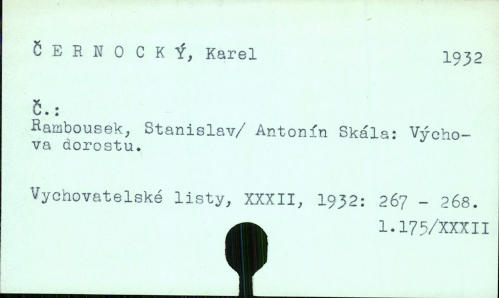 Č E R N O C K Ý, Karel 1932
Č.:
Rambousek, Stanislav/ Antonín Skála: Výcho-
va dorostu.
Vychovatelské listy, XXXII, 1932: 267 - 268.
1.175/XXXII